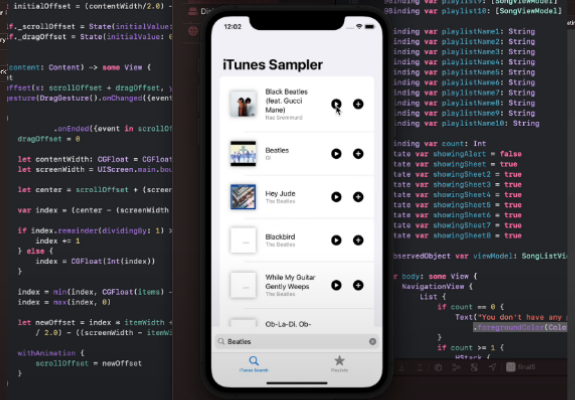 initialOffset = (contentWidth/2.0) -
._scrollOffset = State(initialValue:
._dragOffset = State(initialValue: 0
(content: Content) -> some View {
offset(x: scrollOffset + dragOffset, y
gesture(DragGesture().onChanged({event
.onEnded({event in scrollOf
dragOffset = 0
let contentWidth: CGFloat = CGFloat
let screenWidth = UIScreen.main.bou
let center = scrollOffset + (screen
var index = (center - (screenWidth
if index.remainder(dividingBy: 1) >
index += 1
} else {
index = CGFloat(Int(index))
}
index = min(index, CGFloat(items) -
index = max(index, 0)
let newOffset = index * itemWidth +
/ 2.0) - ((screenWidth - itemW
withAnimation {
scrollOffset = newOffset
}
12:02
iTunes Sampler
Black Beatles
(feat. Gucci
Mane)
Rae Sremmurd
Beatles
Hey Jude
The Beatles
Blackbird
The Beatles
While My Guitar
Gently Weeps
The Beatles
Ob-La-Di, Ob-
Beatles
iTunes Search
Playlists
Binding var playlist10: [SongViewModel]
inding var playlistName1: String
inding var playlistName2: String
inding var playlistName3: String
inding var playlistName4: String
inding var playlistName5: String
inding var playlistName6: String
inding var playlistName7: String
inding var playlistName8: String
inding var playlistName9: String
inding var playlistName10: String
inding var count: Int
tate var showingAlert = false
tate var showingSheet = true
tate var showingSheet2 = true
tate var showingSheet3 = true
tate var showingSheet4 = true
tate var showingSheet5 = true
tate var showingSheet6 = true
tate var showingSheet7 = true
tate var showingSheet8 = true
bservedObject var viewModel: SongListVi
r body: some View {
NavigationView {
List {
if count == 0 {
Text("You don't have any
.foregroundColor(Colo
}
if count >= 1 {
HStack {